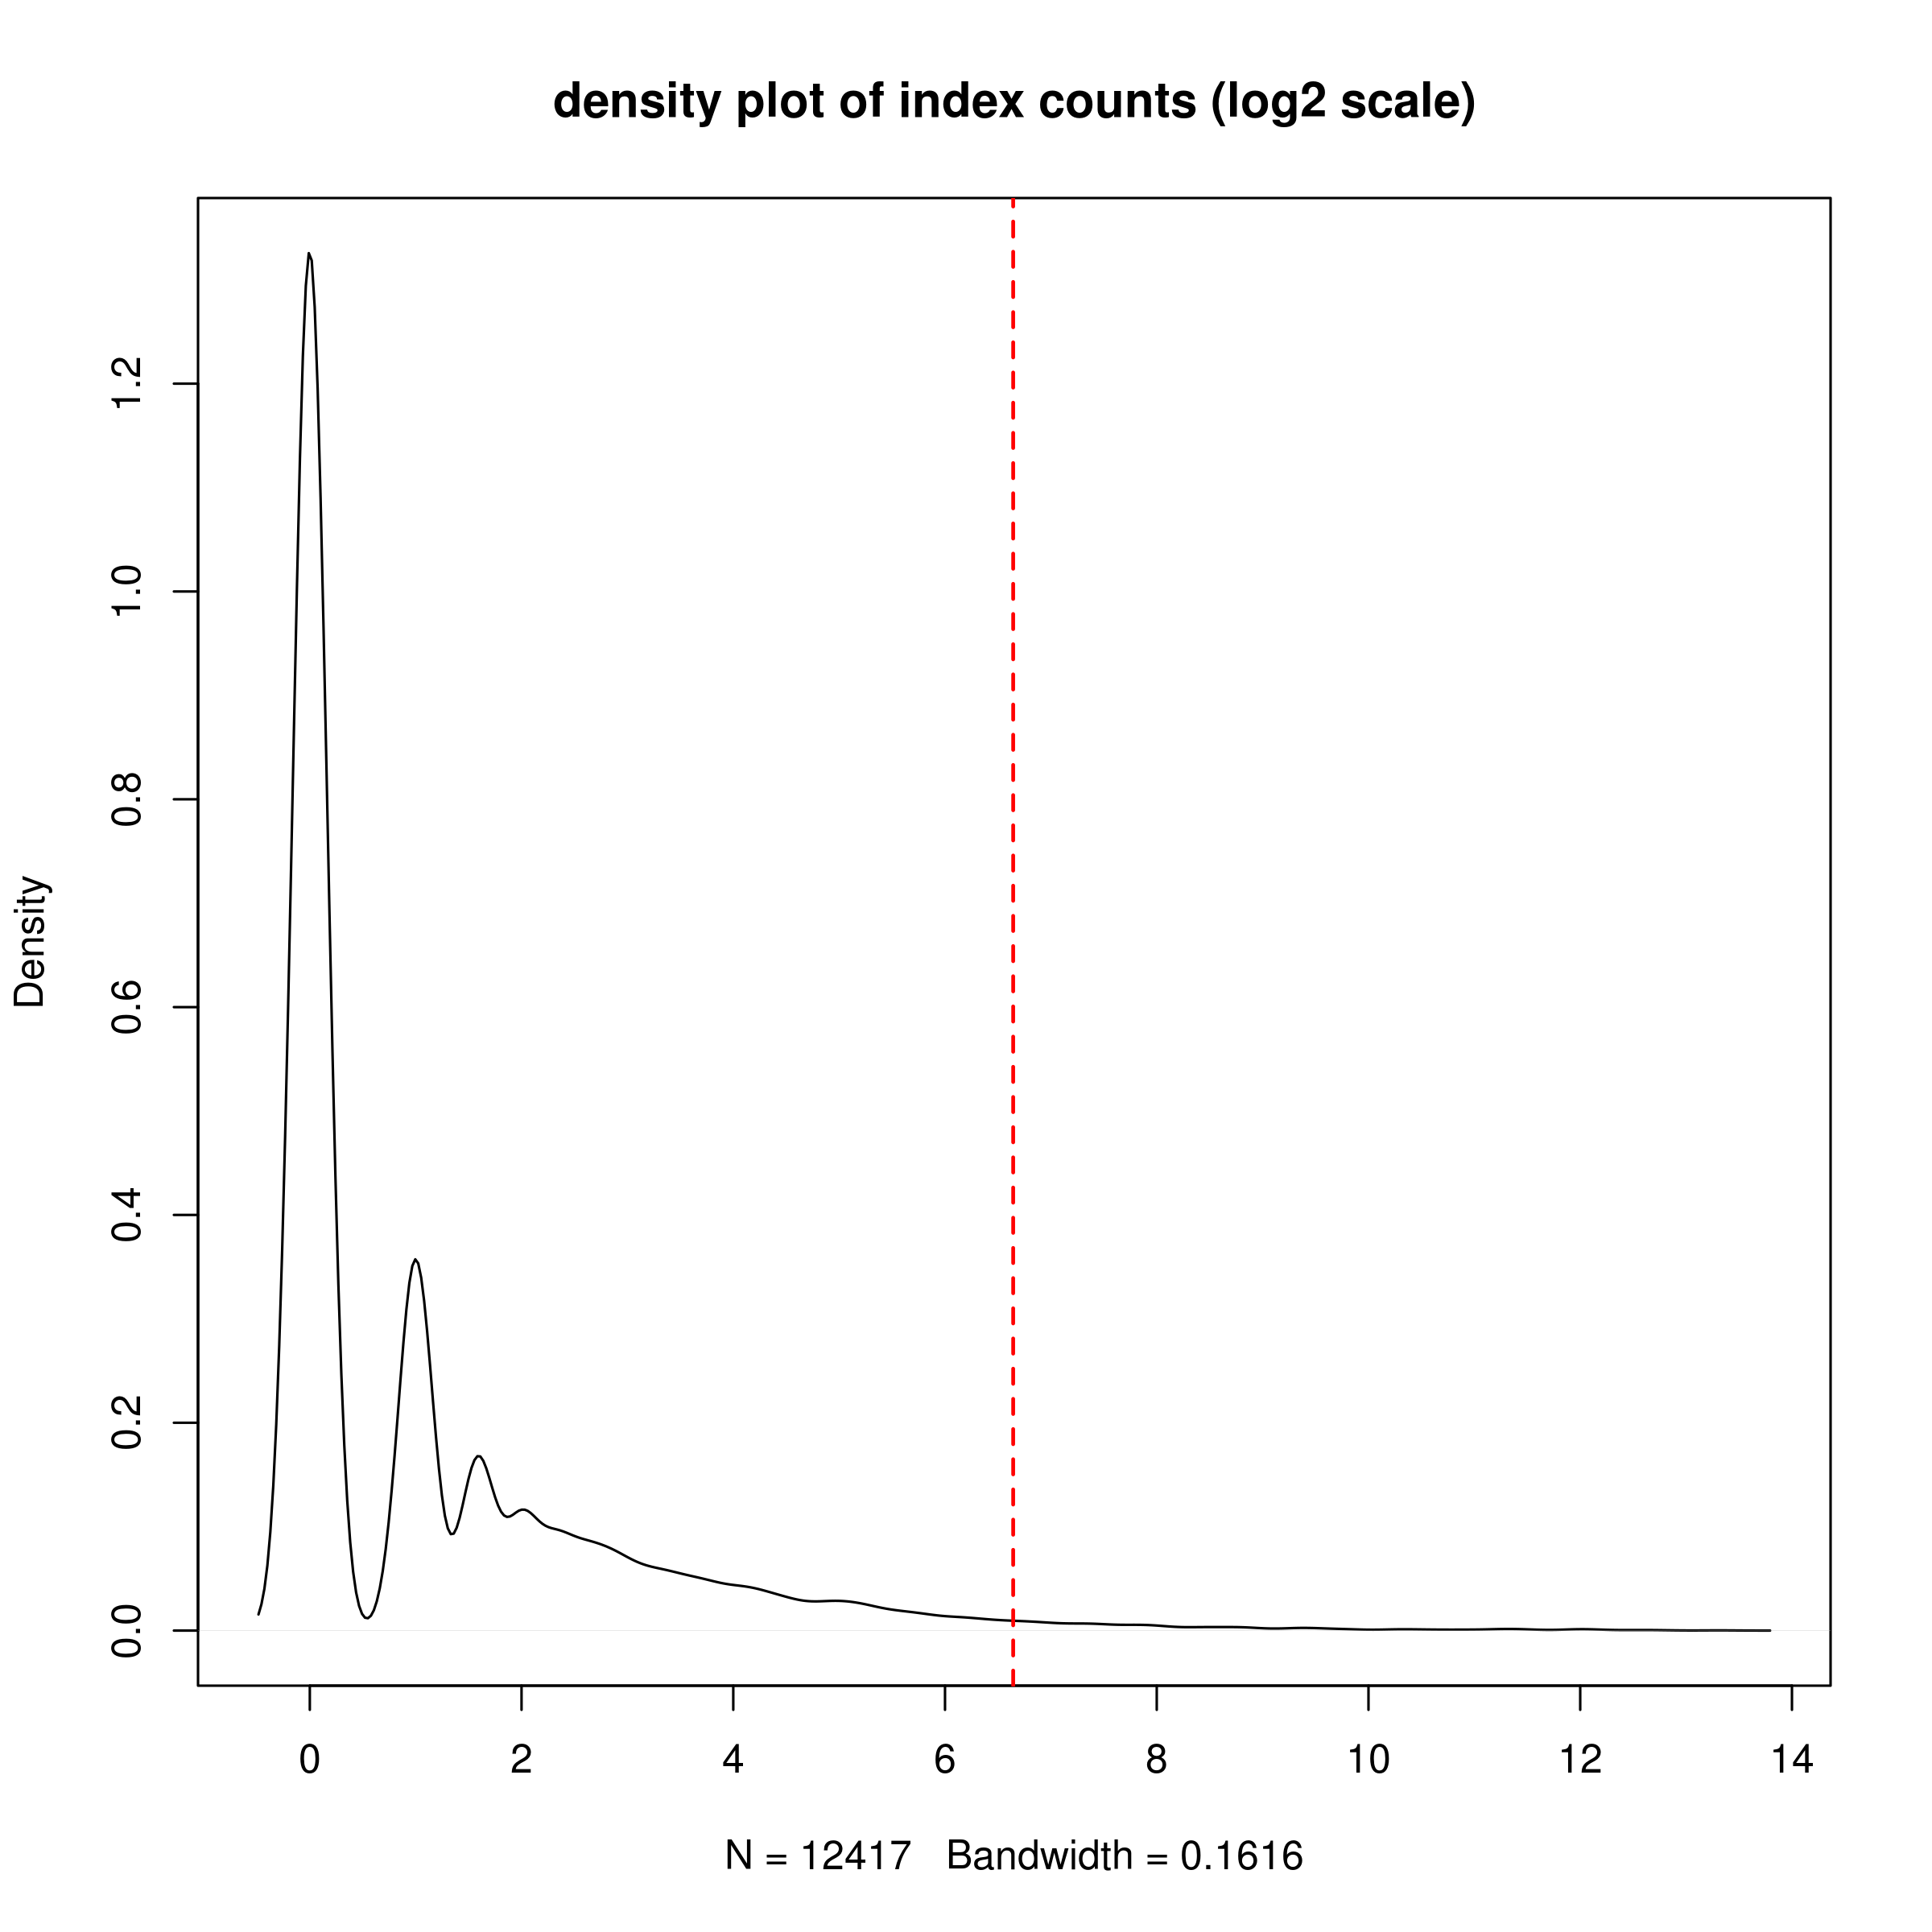 density plot of index counts (log2 scale)
Density
1.2
1.0
0.8
0.6
0.4
0.2
0.0
0 2 4 6 8 10 12 14
N = 12417 Bandwidth = 0.1616